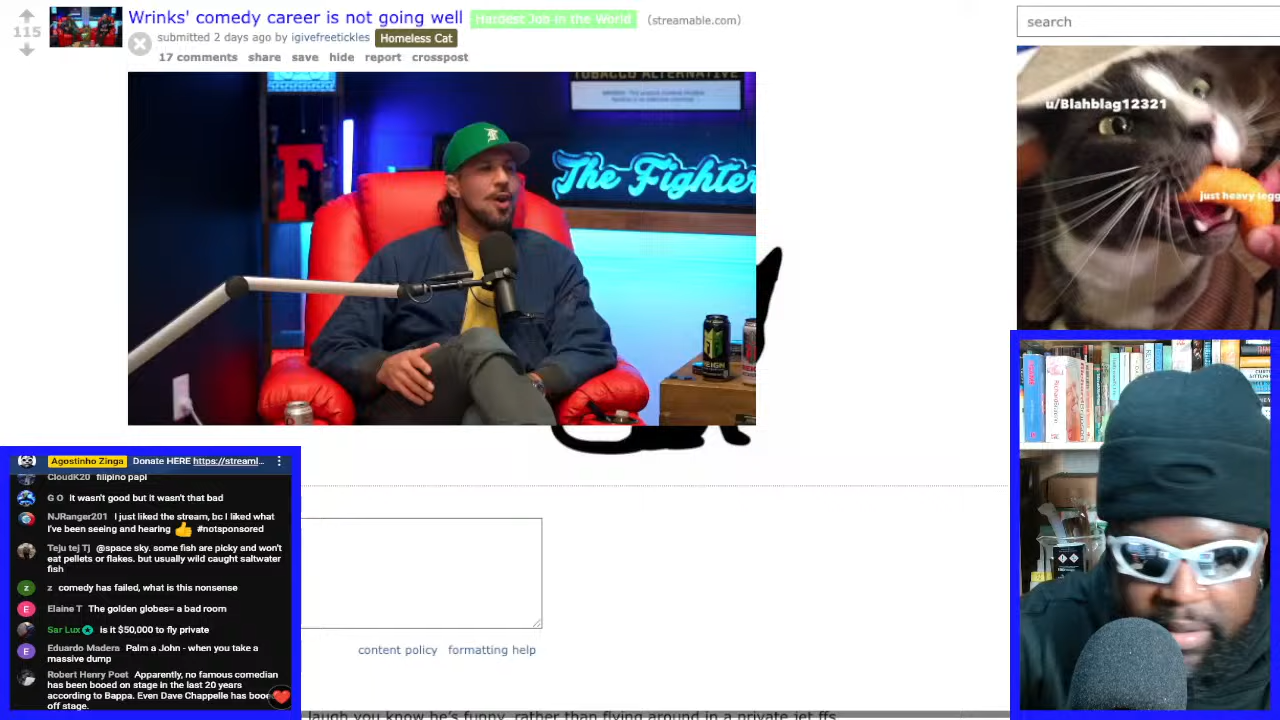 115
Wrinks' comedy career is not going well Hardest Job in the World (streamable.com)
submitted 2 days ago by igivefreetickles Homeless Cat
17 comments share save hide report crosspost
search
u/Blahblag12321
just heavy legg
TOBACCO ALTERNATIVE
F
The Fighter
REIGN
Agostinho Zinga Donate HERE https://streaml...
CloudK20 filipino papi
G O It wasn't good but it wasn't that bad
NJRanger201 I just liked the stream, bc I liked what
I've been seeing and hearing 👍 #notsponsored
Teju tej Tj @space sky. some fish are picky and won't
eat pellets or flakes. but usually wild caught saltwater
fish
z z comedy has failed, what is this nonsense
E Elaine T The golden globes= a bad room
Sar Lux is it $50,000 to fly private
E Eduardo Madera Palm a John - when you take a
massive dump
Robert Henry Poet Apparently, no famous comedian
has been booed on stage in the last 20 years
according to Bappa. Even Dave Chappelle has booed
off stage.
content policy formatting help
laugh you know he's funny, rather than flying around in a private jet ffs